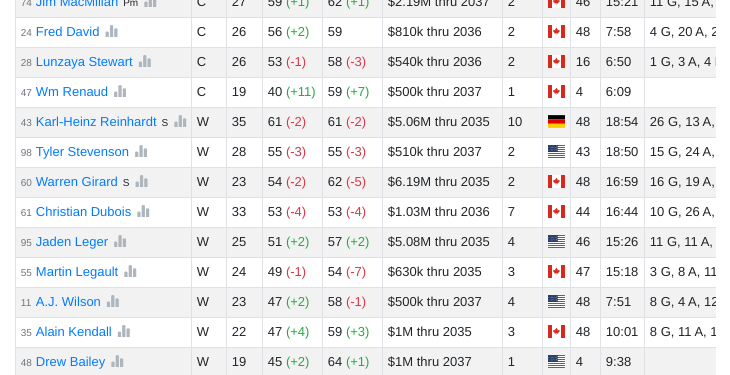 74 Jim MacMillan Pm C 27 59 (+1) 62 (+1) $2.19M thru 2037 2 46 15:21 11 G, 15 A,
24 Fred David C 26 56 (+2) 59 $810k thru 2036 2 48 7:58 4 G, 20 A, 2
28 Lunzaya Stewart C 26 53 (-1) 58 (-3) $540k thru 2036 2 16 6:50 1 G, 3 A, 4
47 Wm Renaud C 19 40 (+11) 59 (+7) $500k thru 2037 1 4 6:09
43 Karl-Heinz Reinhardt S W 35 61 (-2) 61 (-2) $5.06M thru 2035 10 48 18:54 26 G, 13 A,
98 Tyler Stevenson W 28 55 (-3) 55 (-3) $510k thru 2037 2 43 18:50 15 G, 24 A,
60 Warren Girard S W 23 54 (-2) 62 (-5) $6.19M thru 2035 2 48 16:59 16 G, 19 A,
61 Christian Dubois W 33 53 (-4) 53 (-4) $1.03M thru 2036 7 44 16:44 10 G, 26 A,
95 Jaden Leger W 25 51 (+2) 57 (+2) $5.08M thru 2035 4 46 15:26 11 G, 11 A,
55 Martin Legault W 24 49 (-1) 54 (-7) $630k thru 2035 3 47 15:18 3 G, 8 A, 11
11 A.J. Wilson W 23 47 (+2) 58 (-1) $500k thru 2037 4 48 7:51 8 G, 4 A, 12
35 Alain Kendall W 22 47 (+4) 59 (+3) $1M thru 2035 3 48 10:01 8 G, 11 A, 1
48 Drew Bailey W 19 45 (+2) 64 (+1) $1M thru 2037 1 4 9:38